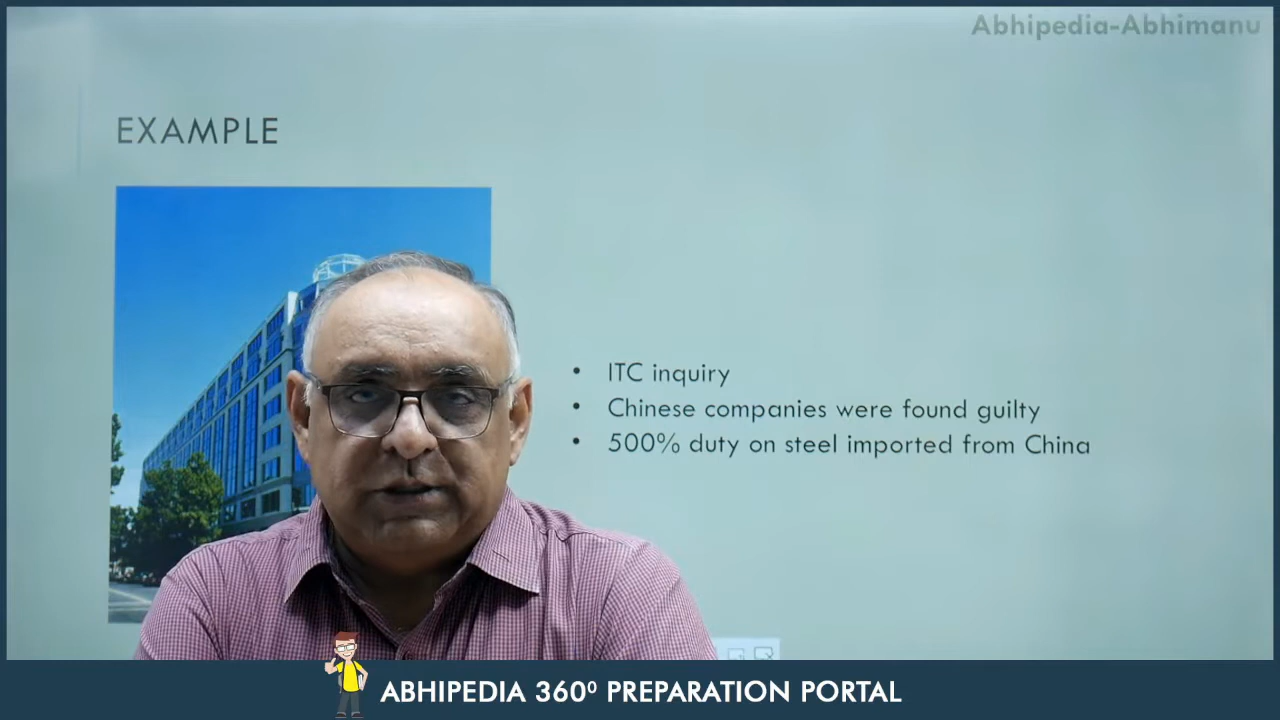 Abhipedia-Abhimanu
EXAMPLE
• ITC inquiry
• Chinese companies were found guilty
• 500% duty on steel imported from China
ABHIPEDIA 360⁰ PREPARATION PORTAL